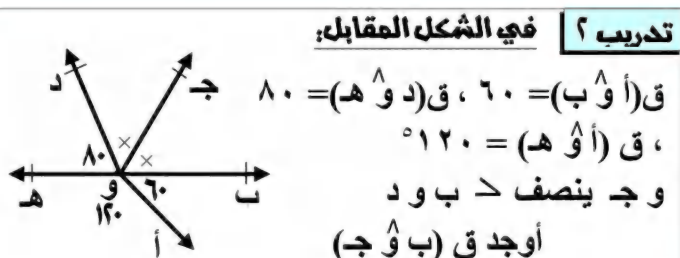 تدريب ٢ في الشكل المقابل:
ق(أ وَ^ ب)= ٦٠ ، ق(د وَ^ هـ)= ٨٠
، ق (أ وَ^ هـ) = ١٢٠°
و جـ ينصف > ب و د
أوجد ق (ب وَ^ جـ)
د
جـ
٨٠
هـ
و
٦٠
ب
١٢٠
أ